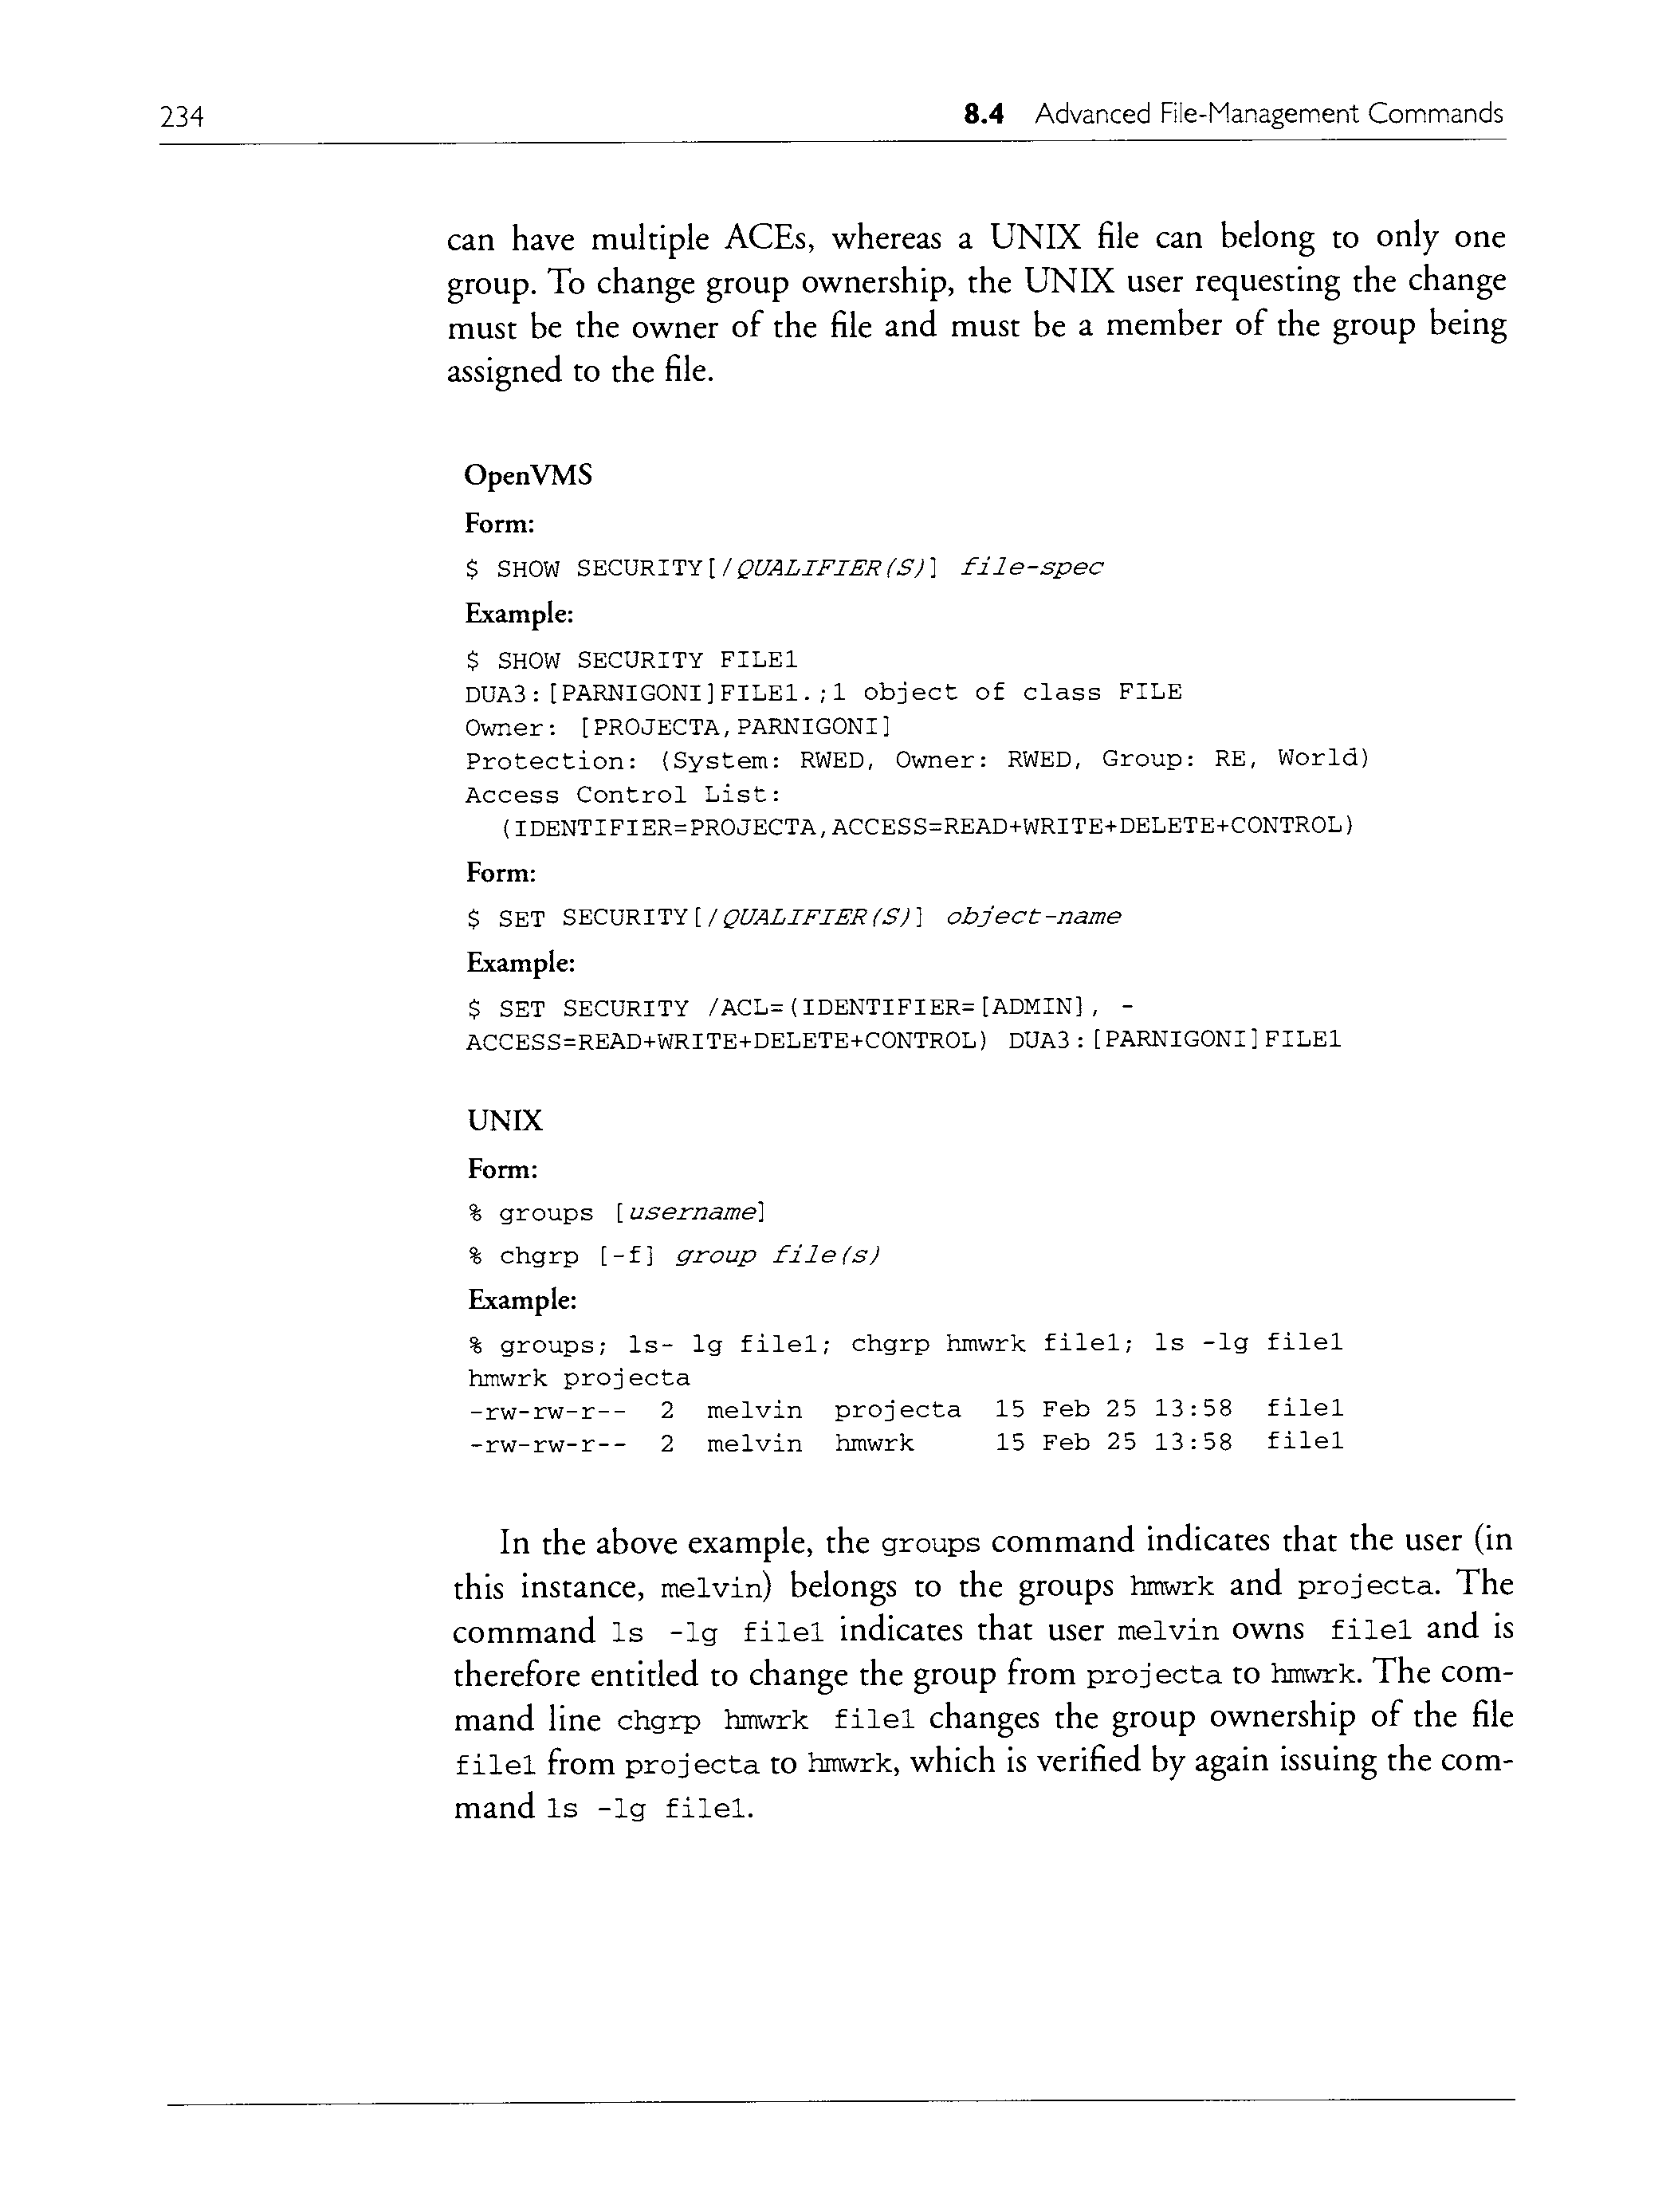 234
8.4 Advanced File-Management Commands
can have multiple ACEs, whereas a UNIX file can belong to only one
group. To change group ownership, the UNIX user requesting the change
must be the owner of the file and must be a member of the group being
assigned to the file.
OpenVMS
Form:
$ SHOW SECURITY[/QUALIFIER(S)] file-spec
Example:
$ SHOW SECURITY FILE1
DUA3:[PARNIGONI]FILE1.;1 object of class FILE
Owner: [PROJECTA,PARNIGONI]
Protection: (System: RWED, Owner: RWED, Group: RE, World)
Access Control List:
(IDENTIFIER=PROJECTA,ACCESS=READ+WRITE+DELETE+CONTROL)
Form:
$ SET SECURITY[/QUALIFIER(S)] object-name
Example:
$ SET SECURITY /ACL=(IDENTIFIER=[ADMIN], -
ACCESS=READ+WRITE+DELETE+CONTROL) DUA3:[PARNIGONI]FILE1
UNIX
Form:
% groups [username]
% chgrp [-f] group file(s)
Example:
% groups; ls- lg file1; chgrp hmwrk file1; ls -lg file1
hmwrk projecta
-rw-rw-r-- 2 melvin projecta 15 Feb 25 13:58 file1
-rw-rw-r-- 2 melvin hmwrk 15 Feb 25 13:58 file1
In the above example, the groups command indicates that the user (in
this instance, melvin) belongs to the groups hmwrk and projecta. The
command ls -lg file1 indicates that user melvin owns file1 and is
therefore entitled to change the group from projecta to hmwrk. The com-
mand line chgrp hmwrk file1 changes the group ownership of the file
file1 from projecta to hmwrk, which is verified by again issuing the com-
mand ls -lg file1.